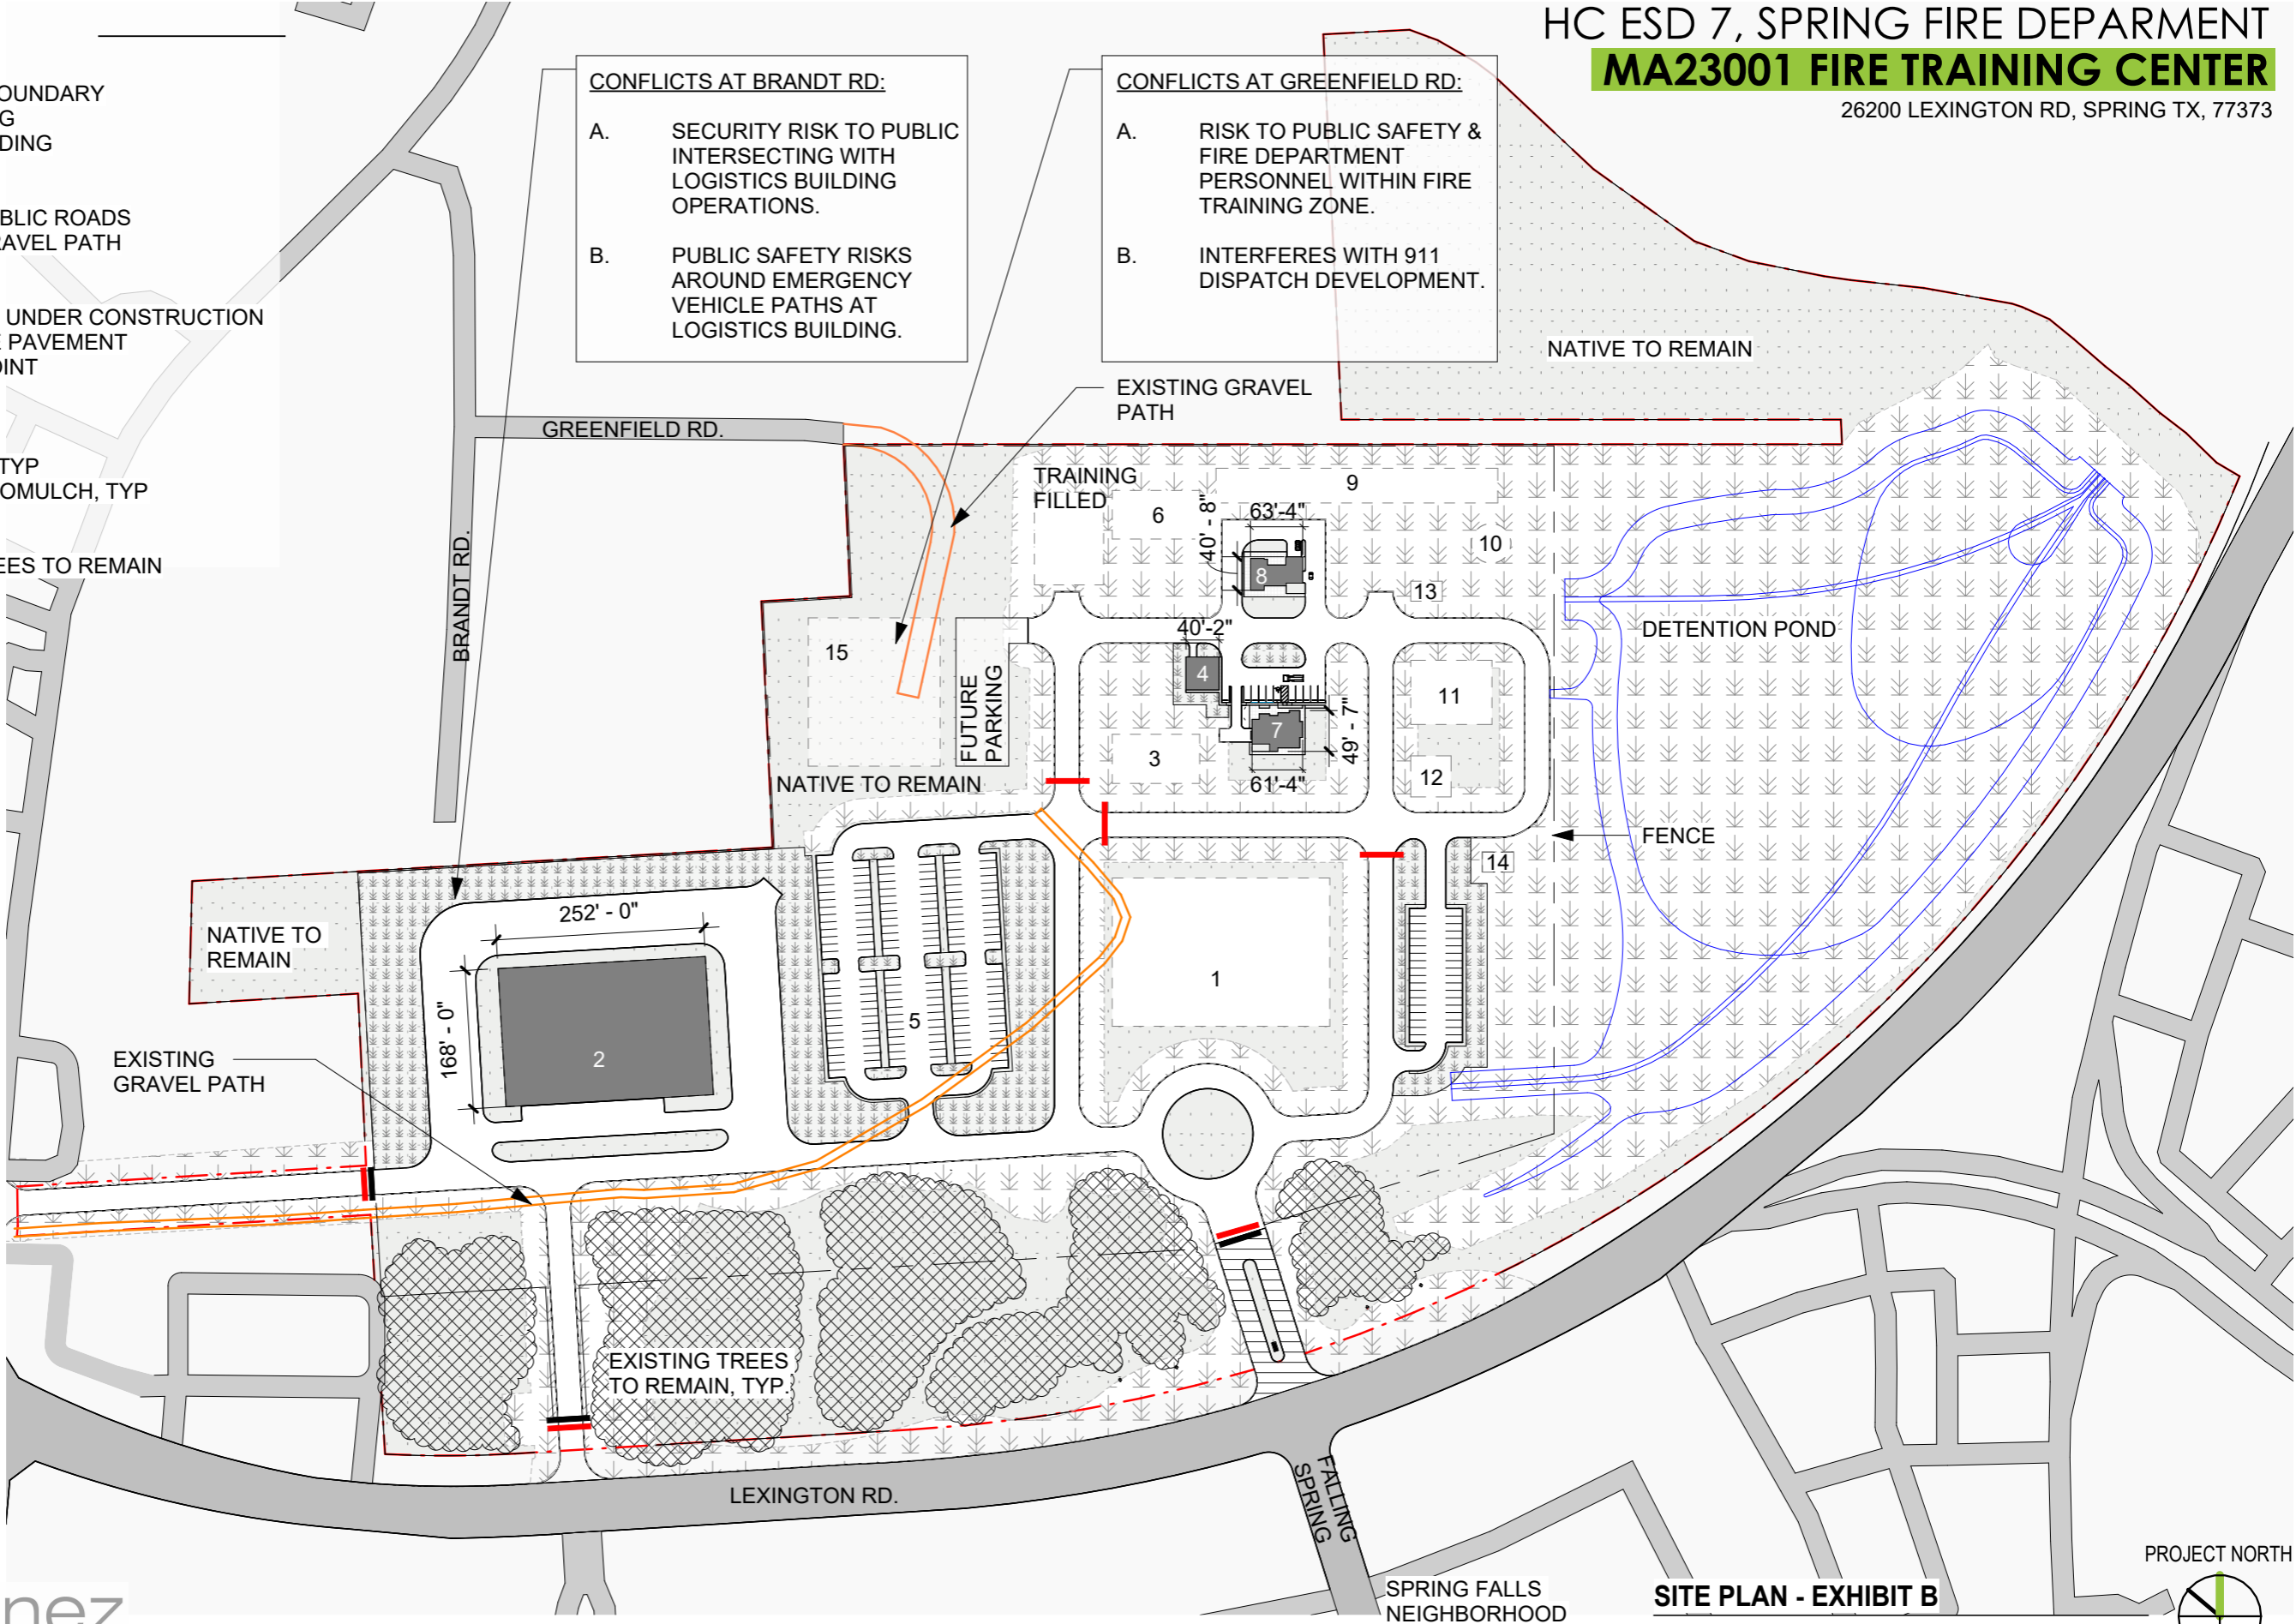 HC ESD 7, SPRING FIRE DEPARMENT
MA23001 FIRE TRAINING CENTER
26200 LEXINGTON RD, SPRING TX, 77373
OUNDARY
G
DING
BLIC ROADS
RAVEL PATH
UNDER CONSTRUCTION
E PAVEMENT
OINT
TYP
OMULCH, TYP
EES TO REMAIN
CONFLICTS AT BRANDT RD:
A. SECURITY RISK TO PUBLIC
INTERSECTING WITH
LOGISTICS BUILDING
OPERATIONS.
B. PUBLIC SAFETY RISKS
AROUND EMERGENCY
VEHICLE PATHS AT
LOGISTICS BUILDING.
CONFLICTS AT GREENFIELD RD:
A. RISK TO PUBLIC SAFETY &
FIRE DEPARTMENT
PERSONNEL WITHIN FIRE
TRAINING ZONE.
B. INTERFERES WITH 911
DISPATCH DEVELOPMENT.
NATIVE TO REMAIN
EXISTING GRAVEL
PATH
GREENFIELD RD.
BRANDT RD.
TRAINING
FILLED
6
9
10
40' - 8"
63'-4"
8
13
40'-2"
4
DETENTION POND
15
FUTURE
PARKING
11
7
49' - 7"
3
12
61'-4"
NATIVE TO REMAIN
FENCE
14
252' - 0"
NATIVE TO
REMAIN
168' - 0"
2
5
1
EXISTING
GRAVEL PATH
EXISTING TREES
TO REMAIN, TYP.
LEXINGTON RD.
FALLING
SPRING
SPRING FALLS
NEIGHBORHOOD
SITE PLAN - EXHIBIT B
PROJECT NORTH
nez